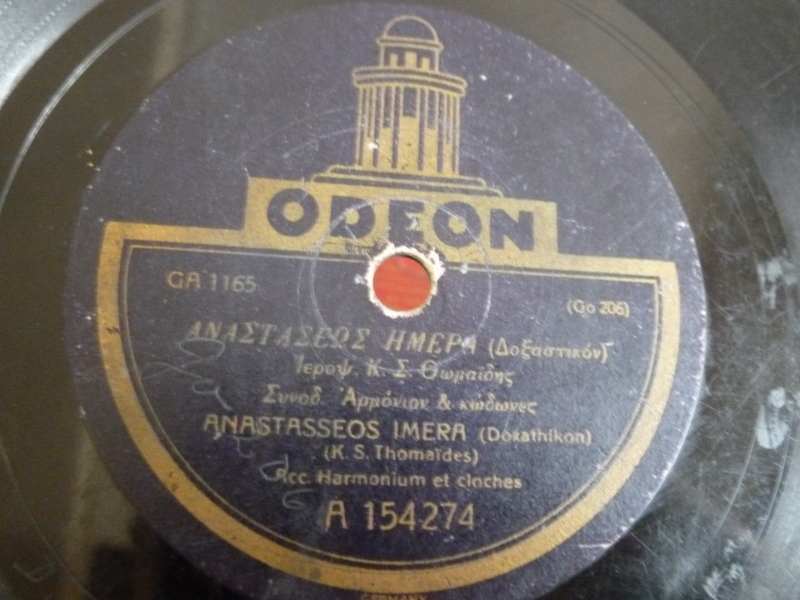 ODEON
GA 1165
(Go 206)
ΑΝΑΣΤΑΣΕΩΣ ΗΜΕΡΑ (Δοξαστικόν)
Ἱεροψ. Κ. Σ. Θωμαΐδης
Συνοδ. Ἁρμόνιον & κώδωνες
ANASTASSEOS IMERA (Doxathikon)
(K. S. Thomaïdes)
Acc. Harmonium et cloches
A 154274
GERMANY